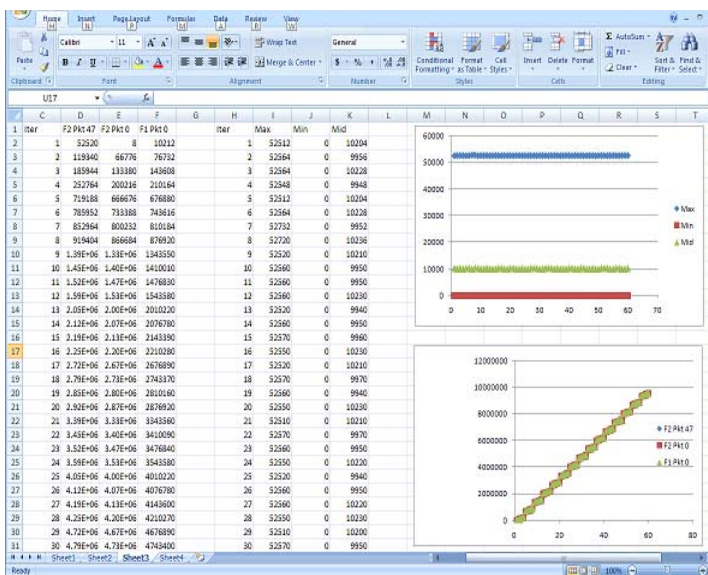 Home Insert Page Layout Formulas Data Review View
H N P M A R W
Paste
Calibri 11 A A
B I U A
Wrap Text
Merge & Center
General
$ % ,
Conditional Formatting Format as Table Cell Styles
Insert Delete Format
Σ AutoSum
Fill
Clear
Sort & Filter Find & Select
Clipboard Font Alignment Number Styles Cells Editing
U17 fx
C D E F G H I J K L M N O P Q R S T
1 Iter F2 Pkt 47 F2 Pkt 0 F1 Pkt 0 Iter Max Min Mid
2 1 52520 8 10212 1 52512 0 10204
3 2 119340 66776 76732 2 52564 0 9956
4 3 185944 133380 143608 3 52564 0 10228
5 4 252764 200216 210164 4 52548 0 9948
6 5 719188 666676 676880 5 52512 0 10204
7 6 785952 733388 743616 6 52564 0 10228
8 7 852964 800232 810184 7 52732 0 9952
9 8 919404 866684 876920 8 52720 0 10236
10 9 1.39E+06 1.33E+06 1343550 9 52520 0 10210
11 10 1.45E+06 1.40E+06 1410010 10 52560 0 9950
12 11 1.52E+06 1.47E+06 1476830 11 52560 0 9950
13 12 1.59E+06 1.53E+06 1543580 12 52560 0 10230
14 13 2.05E+06 2.00E+06 2010220 13 52520 0 9940
15 14 2.12E+06 2.07E+06 2076780 14 52560 0 9950
16 15 2.19E+06 2.13E+06 2143390 15 52570 0 9960
17 16 2.25E+06 2.20E+06 2210280 16 52550 0 10230
18 17 2.72E+06 2.67E+06 2676890 17 52520 0 10210
19 18 2.79E+06 2.73E+06 2743370 18 52570 0 9970
20 19 2.85E+06 2.80E+06 2810160 19 52560 0 9940
21 20 2.92E+06 2.87E+06 2876920 20 52550 0 10230
22 21 3.39E+06 3.33E+06 3343560 21 52510 0 10210
23 22 3.45E+06 3.40E+06 3410090 22 52570 0 9970
24 23 3.52E+06 3.47E+06 3476840 23 52560 0 9950
25 24 3.59E+06 3.53E+06 3543580 24 52550 0 10220
26 25 4.05E+06 4.00E+06 4010220 25 52520 0 9940
27 26 4.12E+06 4.07E+06 4076780 26 52560 0 9950
28 27 4.19E+06 4.13E+06 4143600 27 52560 0 10220
29 28 4.25E+06 4.20E+06 4210270 28 52550 0 10230
30 29 4.72E+06 4.67E+06 4676890 29 52510 0 10200
31 30 4.79E+06 4.73E+06 4743400 30 52570 0 9950
60000
50000
40000
30000
20000
10000
0
0 10 20 30 40 50 60 70
Max
Min
Mid
12000000
10000000
8000000
6000000
4000000
2000000
0
0 20 40 60 80
F2 Pkt 47
F2 Pkt 0
F1 Pkt 0
Sheet1 Sheet2 Sheet3 Sheet4
Ready 100%